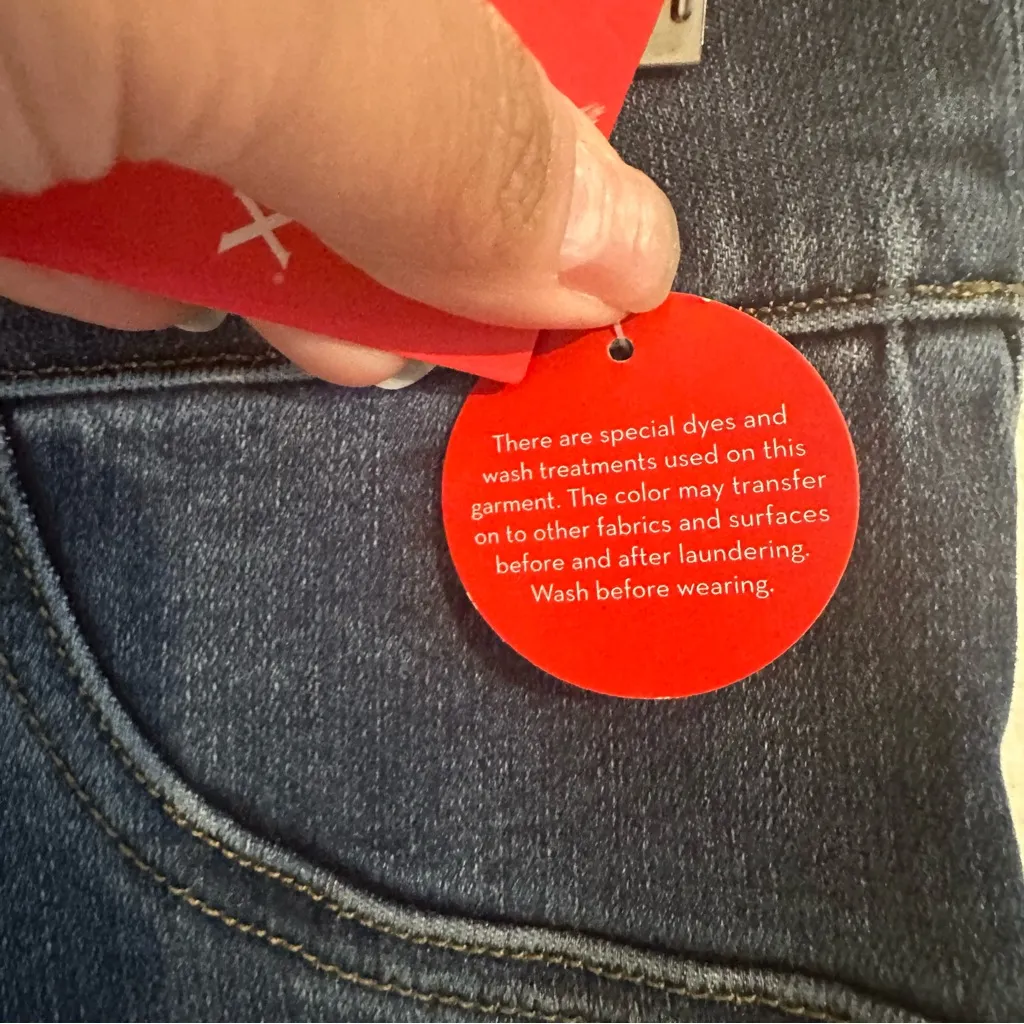 X
There are special dyes and
wash treatments used on this
garment. The color may transfer
on to other fabrics and surfaces
before and after laundering.
Wash before wearing.